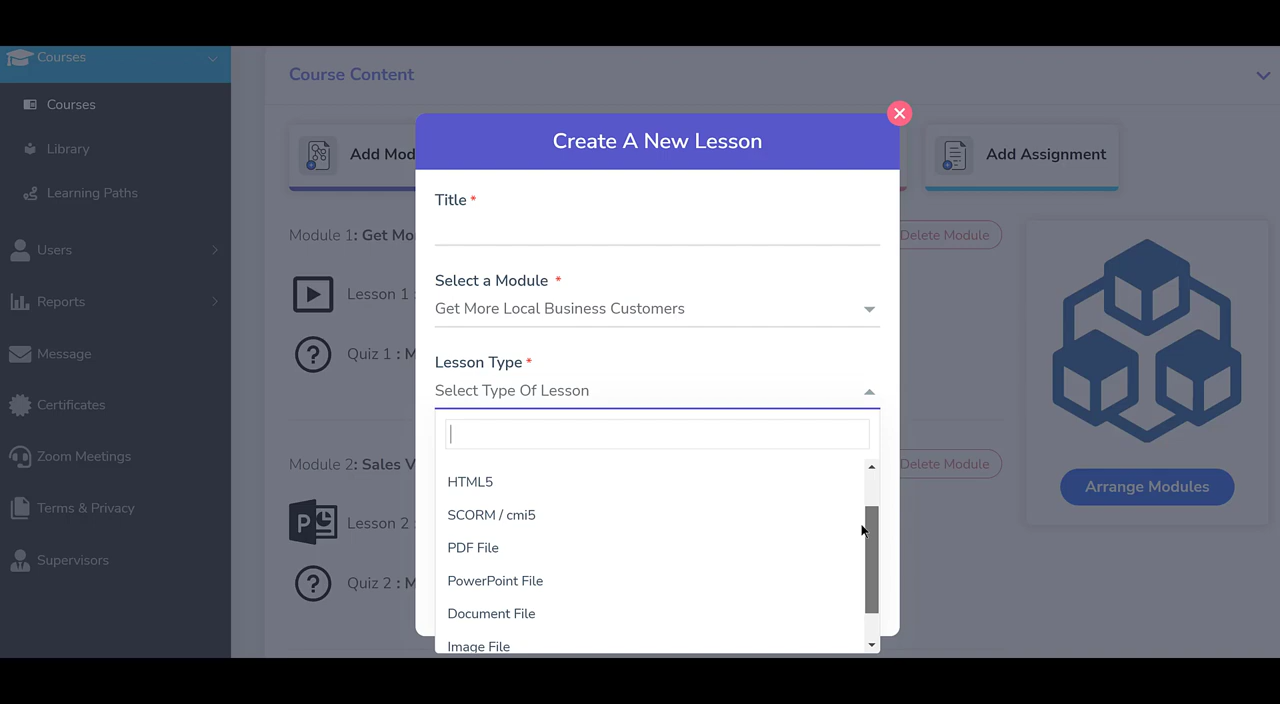 Courses
Courses
Library
Learning Paths
Users
Reports
Message
Certificates
Zoom Meetings
Terms & Privacy
Supervisors
Course Content
Add Mod
Add Assignment
Module 1: Get Mo
Delete Module
Lesson 1 :
Quiz 1 : M
Module 2: Sales V
Delete Module
P
Lesson 2
Quiz 2 : M
Arrange Modules
Create A New Lesson
Title *
Select a Module *
Get More Local Business Customers
Lesson Type *
Select Type Of Lesson
HTML5
SCORM / cmi5
PDF File
PowerPoint File
Document File
Image File